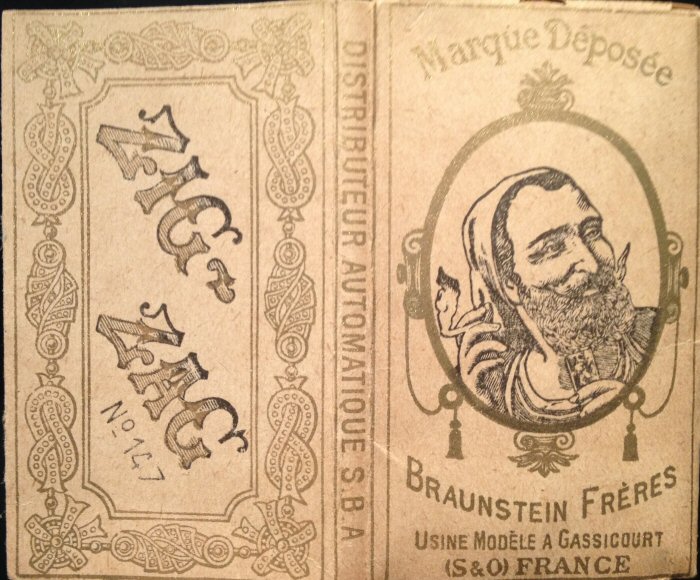 ZIG-
ZAG
Nº 147
DISTRIBUTEUR AUTOMATIQUE S.B.A
Marque Déposée
BRAUNSTEIN FRÈRES
USINE MODÈLE A GASSICOURT
(S&O) FRANCE